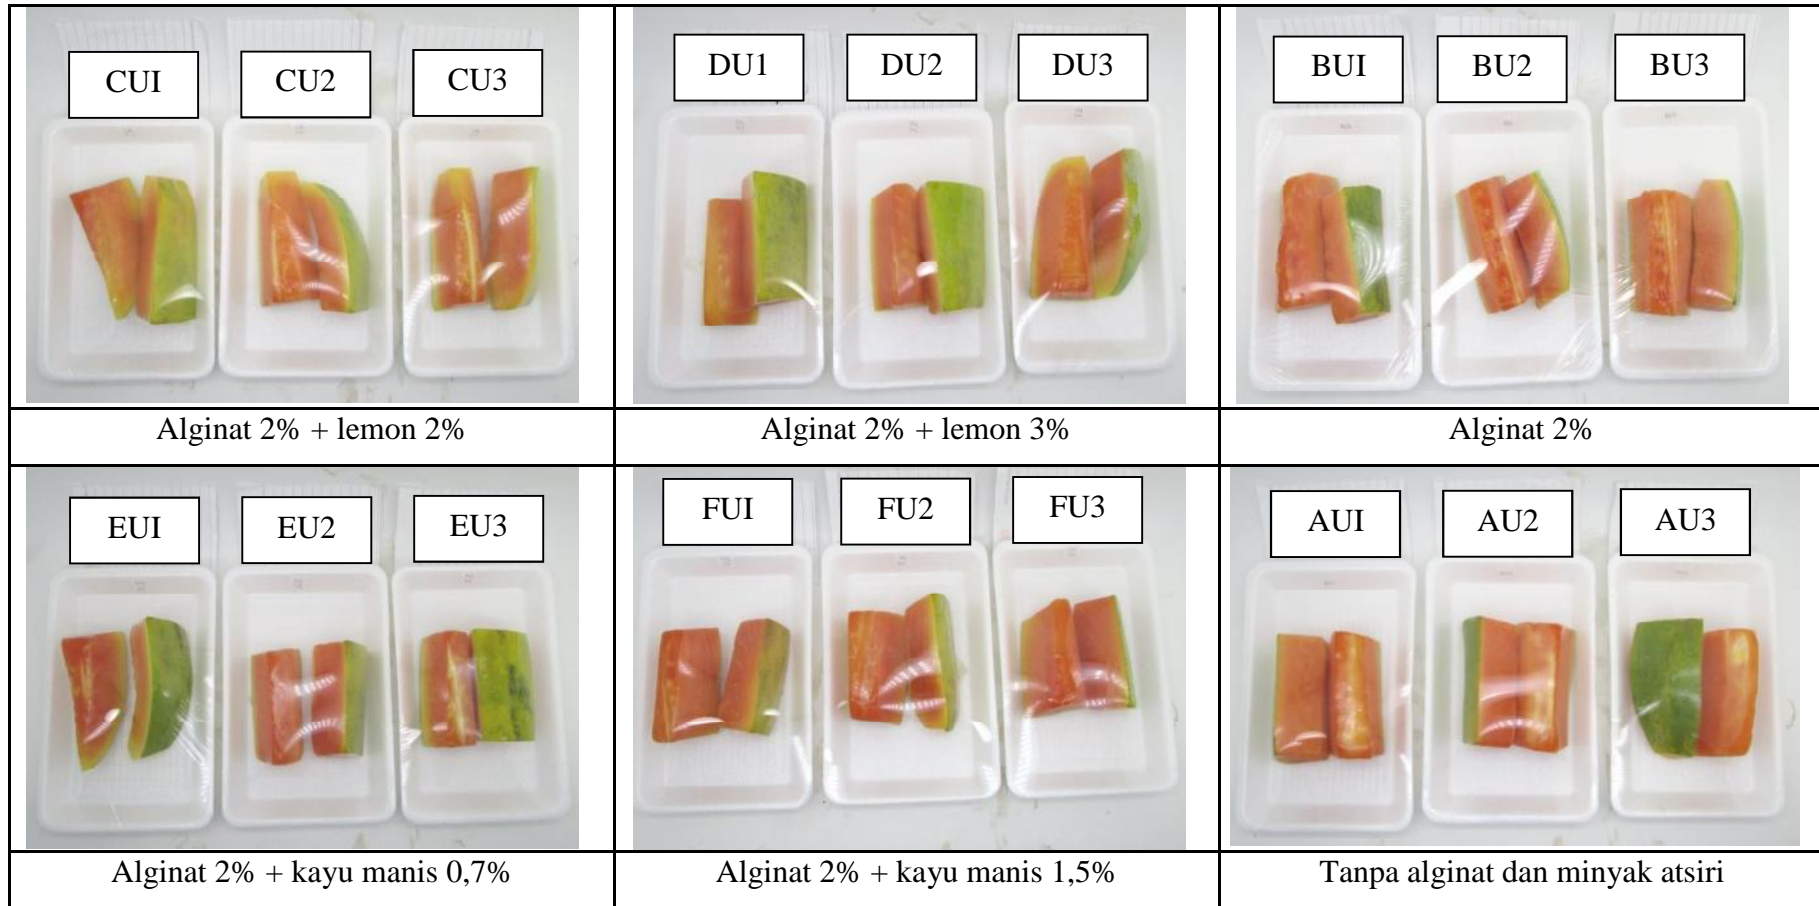 CUI CU2 CU3
DU1 DU2 DU3
BUI BU2 BU3
Alginat 2% + lemon 2%
Alginat 2% + lemon 3%
Alginat 2%
EUI EU2 EU3
FUI FU2 FU3
AUI AU2 AU3
Alginat 2% + kayu manis 0,7%
Alginat 2% + kayu manis 1,5%
Tanpa alginat dan minyak atsiri